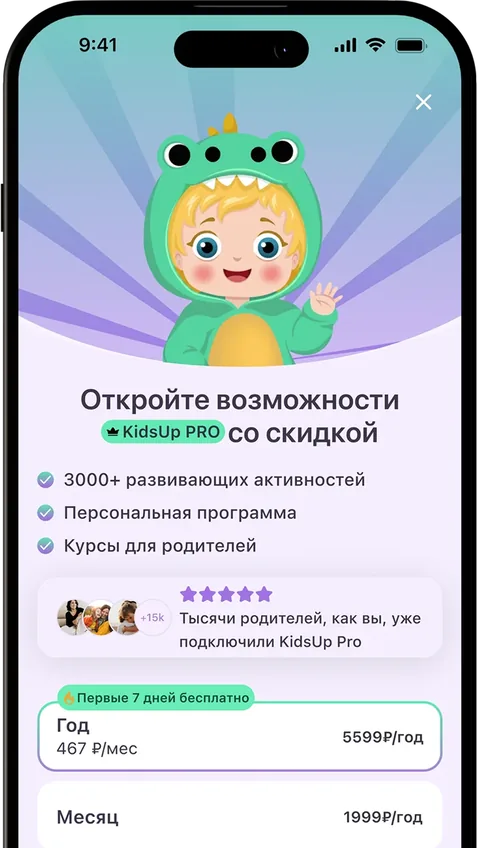 9:41
Откройте возможности
KidsUp PRO со скидкой
3000+ развивающих активностей
Персональная программа
Курсы для родителей
+15k
Тысячи родителей, как вы, уже
подключили KidsUp Pro
Первые 7 дней бесплатно
Год
467 ₽/мес
5599₽/год
Месяц
1999₽/год